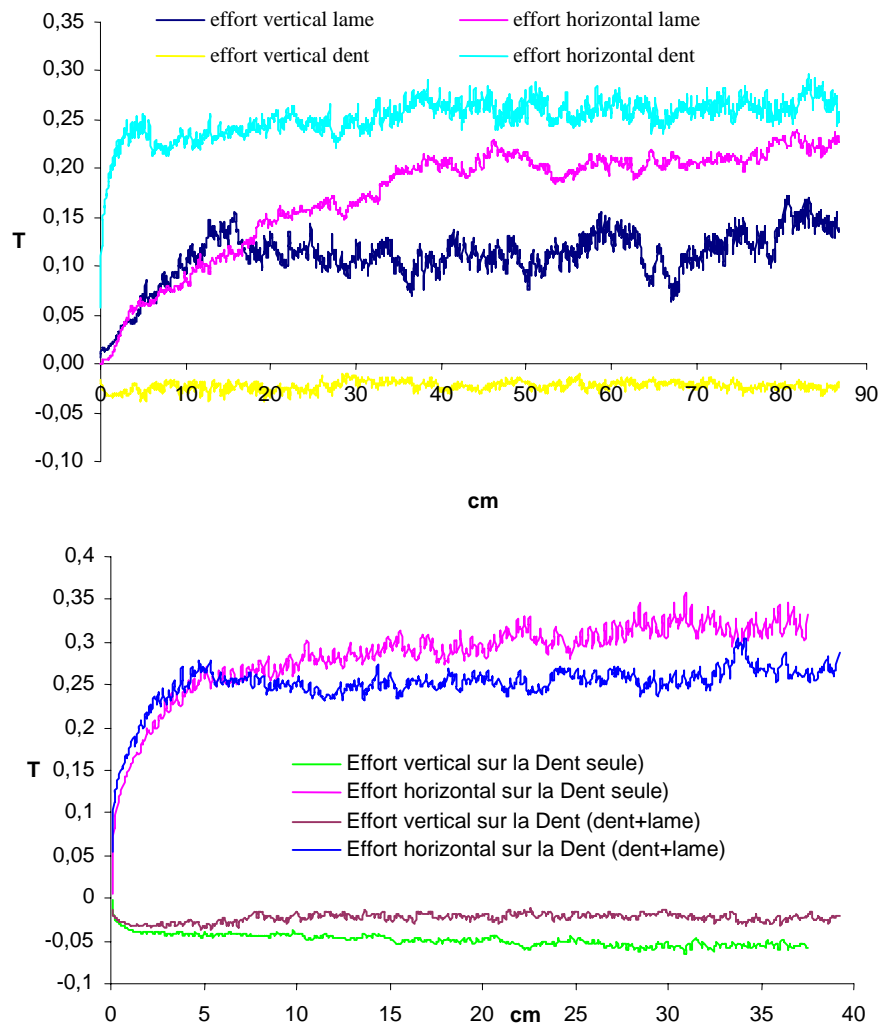 effort vertical lame effort horizontal lame
effort vertical dent effort horizontal dent
0,35
0,30
0,25
0,20
0,15
0,10
0,05
0,00
-0,05
-0,10
T
0 10 20 30 40 50 60 70 80 90
cm
0,4
0,35
0,3
0,25
0,2
0,15
0,1
0,05
0
-0,05
-0,1
T
Effort vertical sur la Dent seule)
Effort horizontal sur la Dent seule)
Effort vertical sur la Dent (dent+lame)
Effort horizontal sur la Dent (dent+lame)
0 5 10 15 20 25 30 35 40
cm